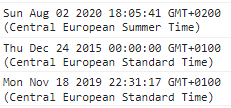 Sun Aug 02 2020 18:05:41 GMT+0200
(Central European Summer Time)
Thu Dec 24 2015 00:00:00 GMT+0100
(Central European Standard Time)
Mon Nov 18 2019 22:31:17 GMT+0100
(Central European Standard Time)